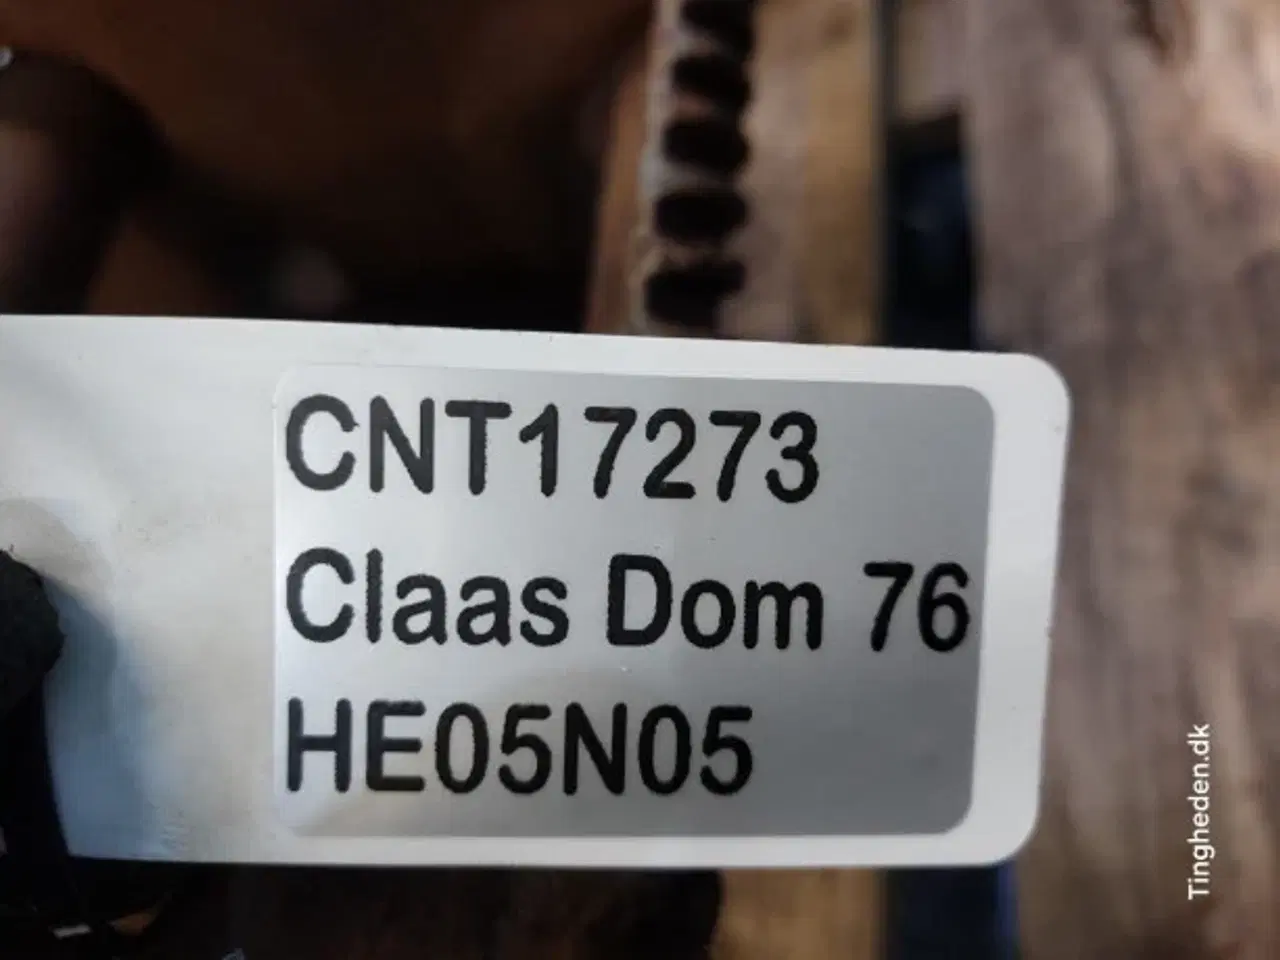 CNT17273
Claas Dom 76
HE05N05
Tingheden.dk